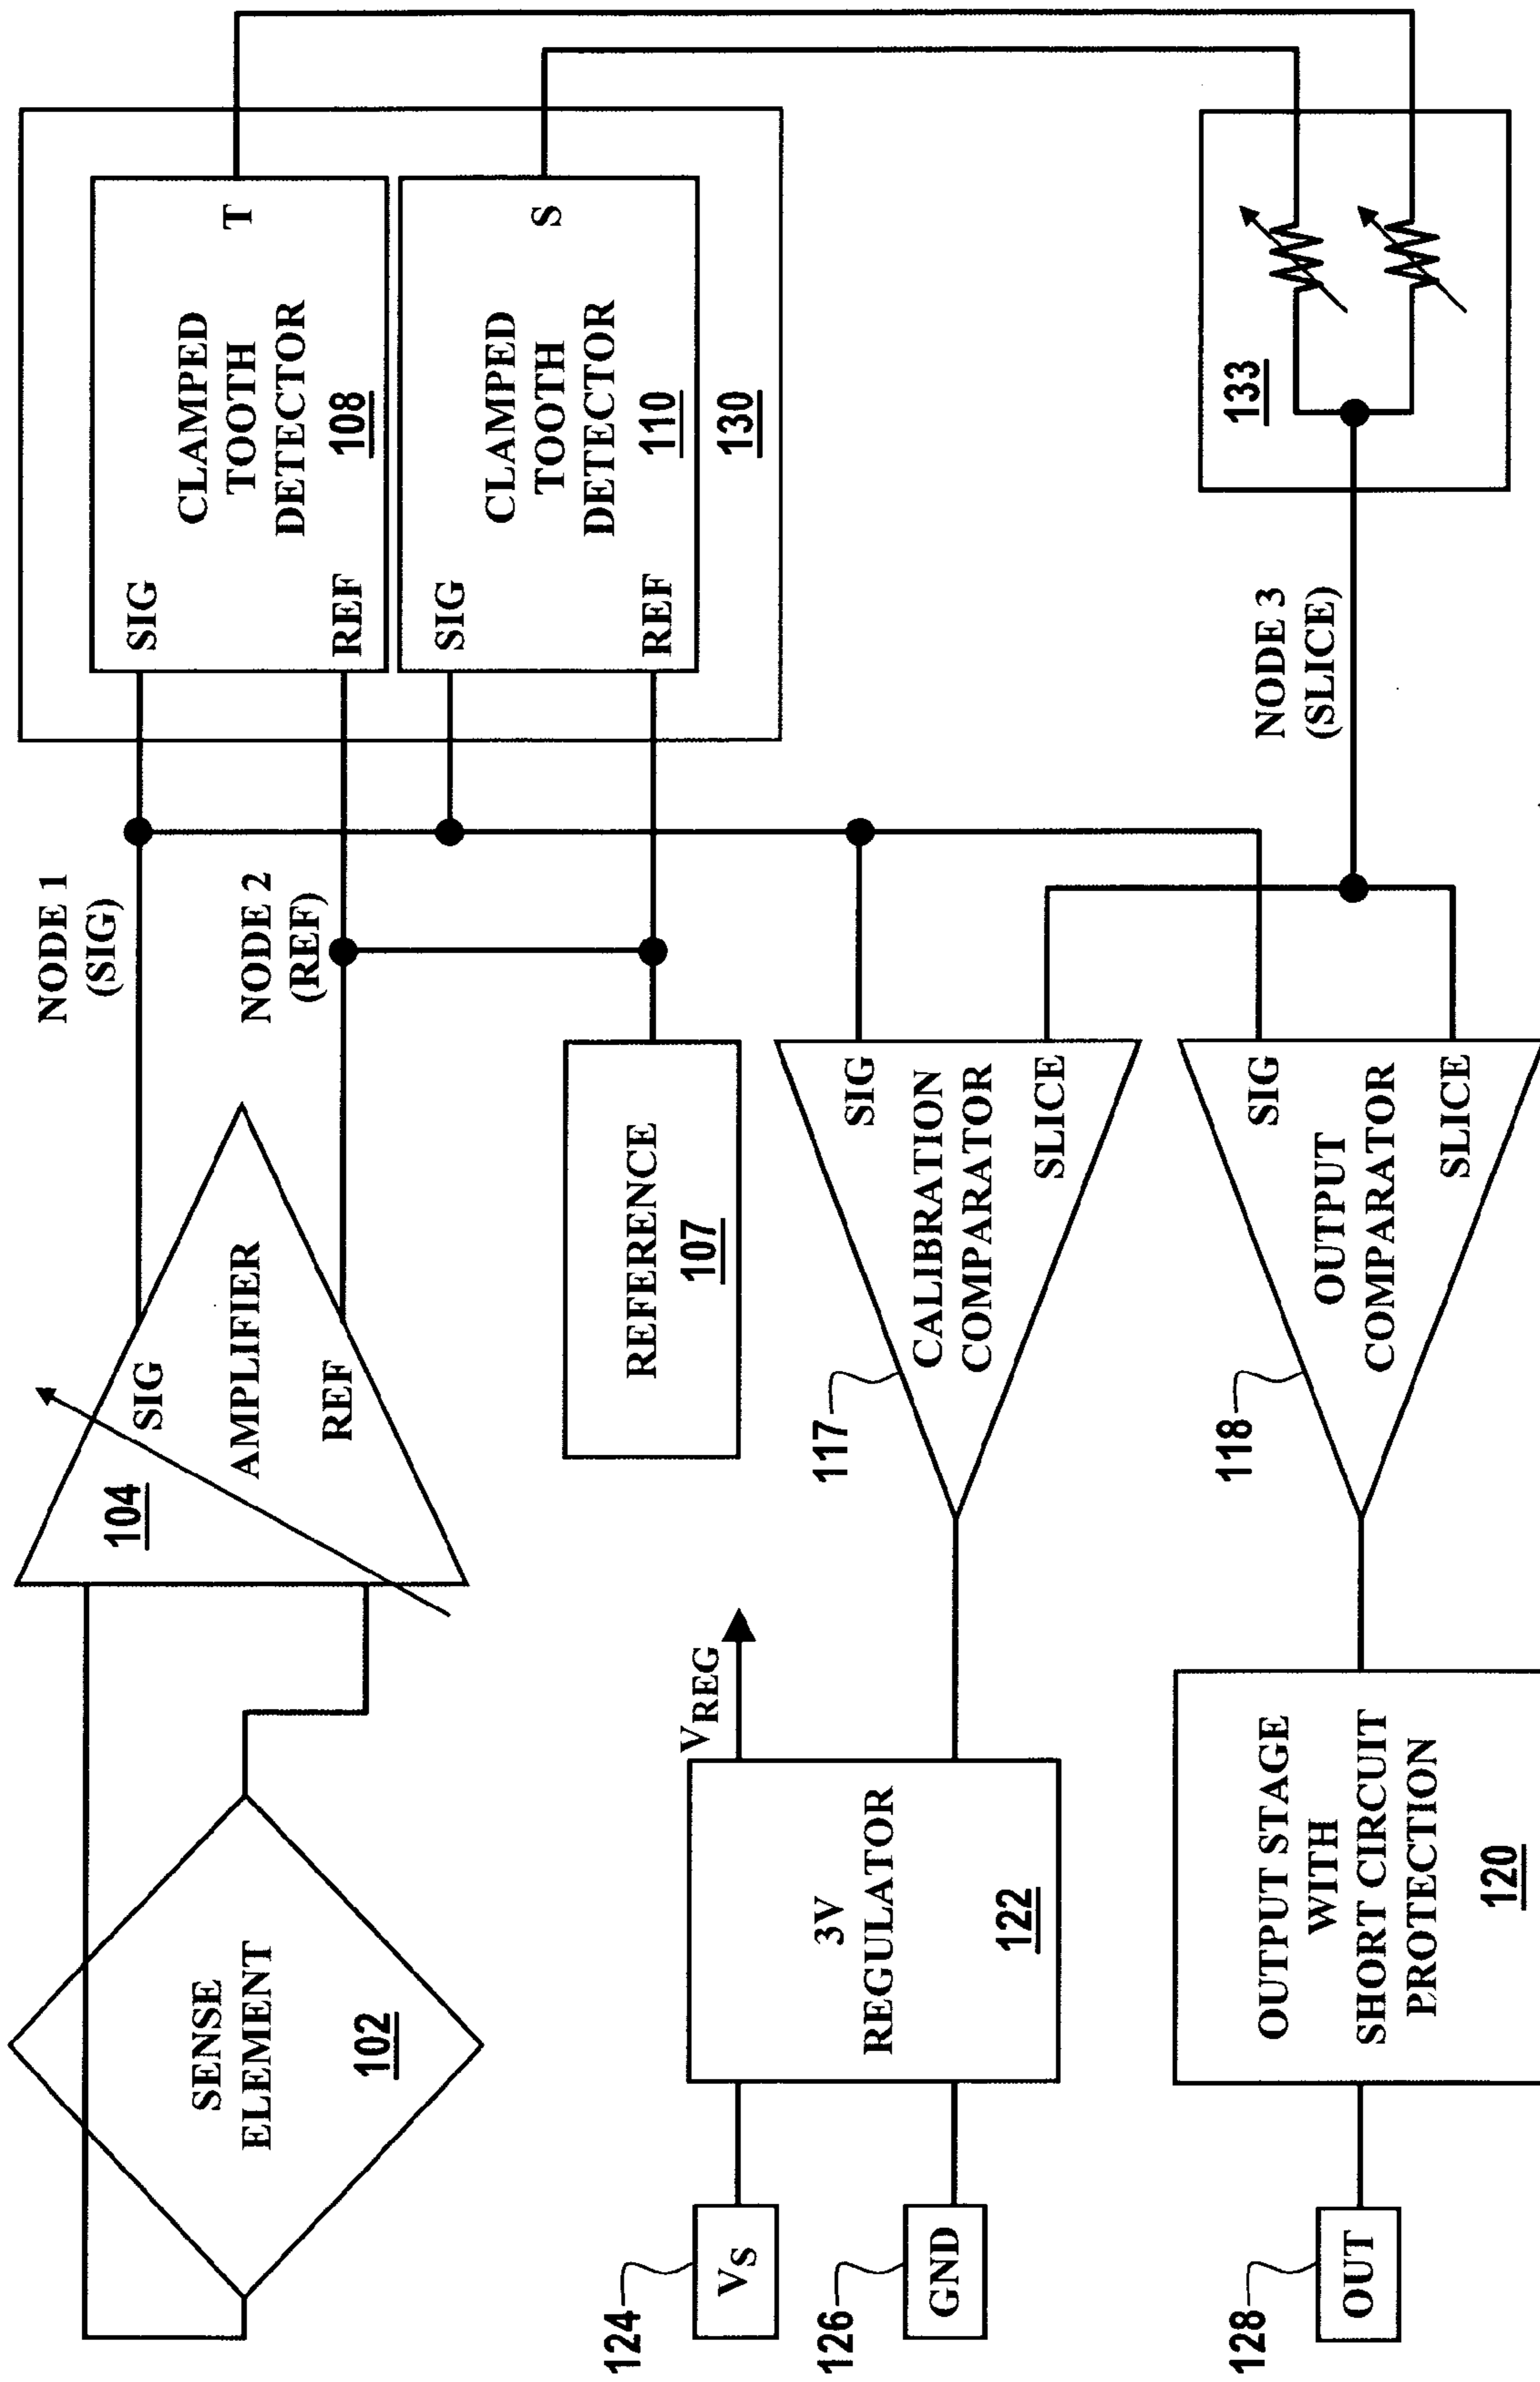 SENSE
ELEMENT
102
104
SIG
AMPLIFIER
REF
NODE 1
(SIG)
NODE 2
(REF)
SIG
REF
CLAMPED
TOOTH
DETECTOR
108
T
SIG
REF
CLAMPED
TOOTH
DETECTOR
110
S
130
REFERENCE
107
124
VS
126
GND
3V
REGULATOR
122
VREG
117
CALIBRATION
COMPARATOR
SIG
SLICE
NODE 3
(SLICE)
133
128
OUT
OUTPUT STAGE
WITH
SHORT CIRCUIT
PROTECTION
120
118
OUTPUT
COMPARATOR
SIG
SLICE